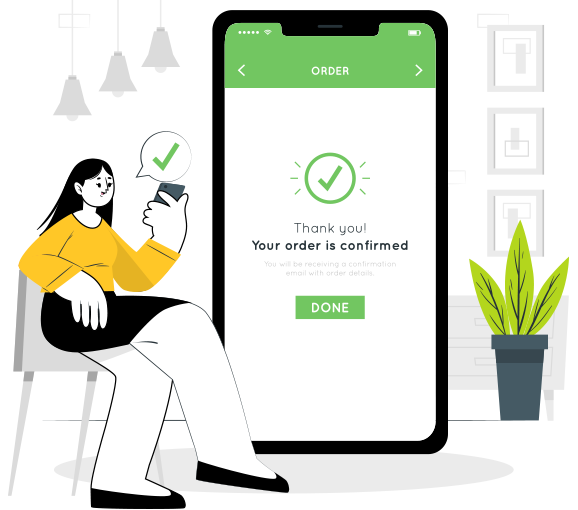 ORDER
Thank you!
Your order is confirmed
You will be receiving a confirmation
email with order details.
DONE